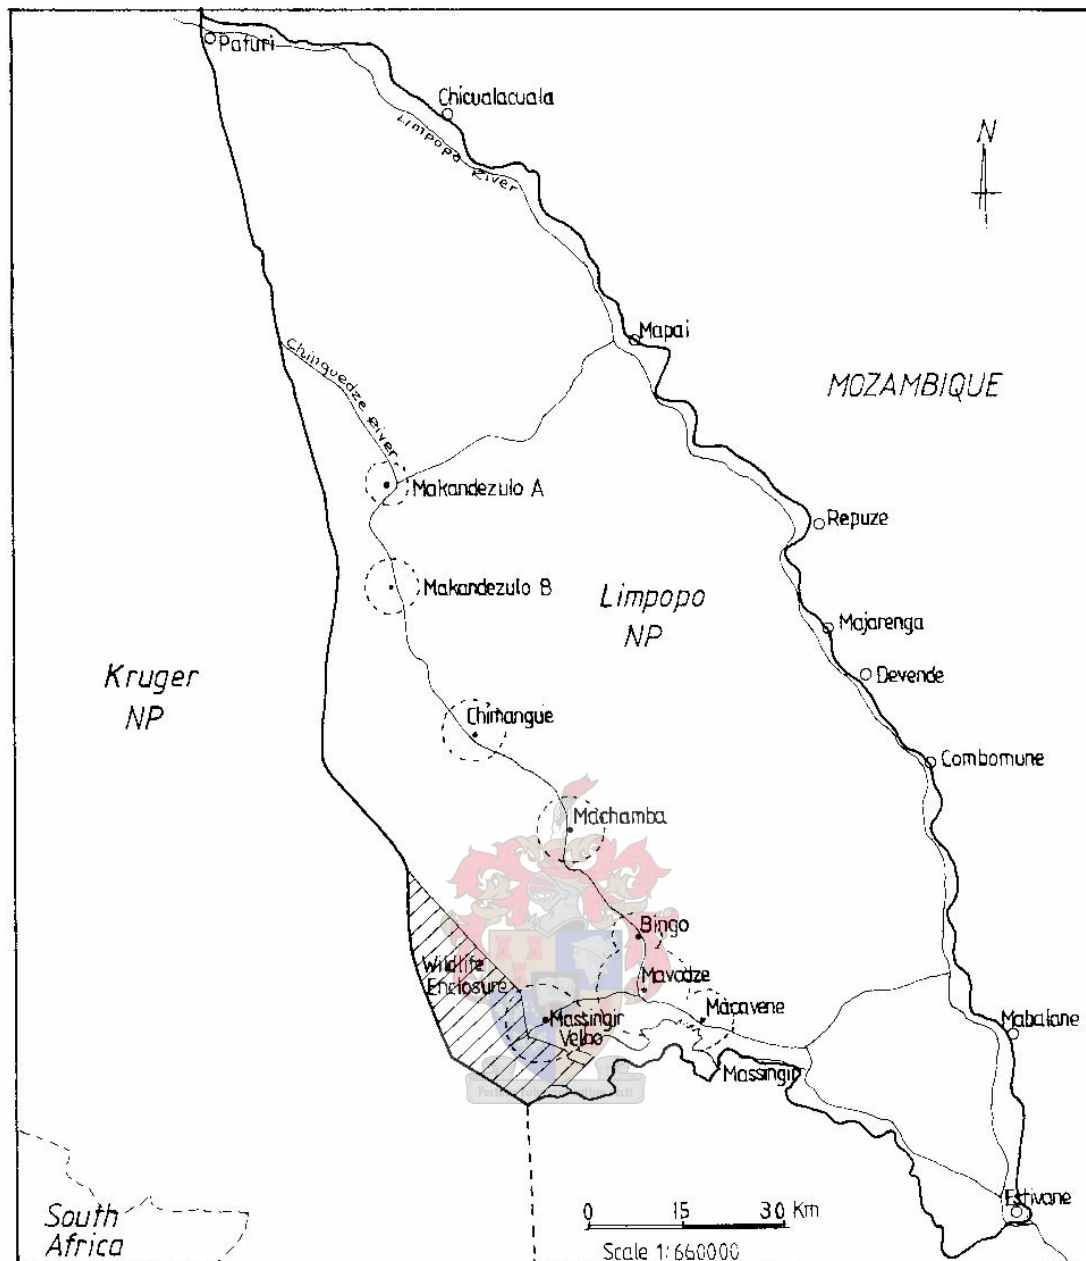 Pafuri
Chicualacuala
Limpopo River
N
Mapai
Chinguedze River
MOZAMBIQUE
Makandezulo A
Repuze
Makandezulo B
Limpopo
NP
Majarenga
Devende
Kruger
NP
Chimangue
Combomune
Machamba
Bingo
Wildlife
Enclosure
Mavodze
Macavene
Massingir
Velho
Mabalane
Massingir
South
Africa
0 15 30 Km
Scale 1:660000